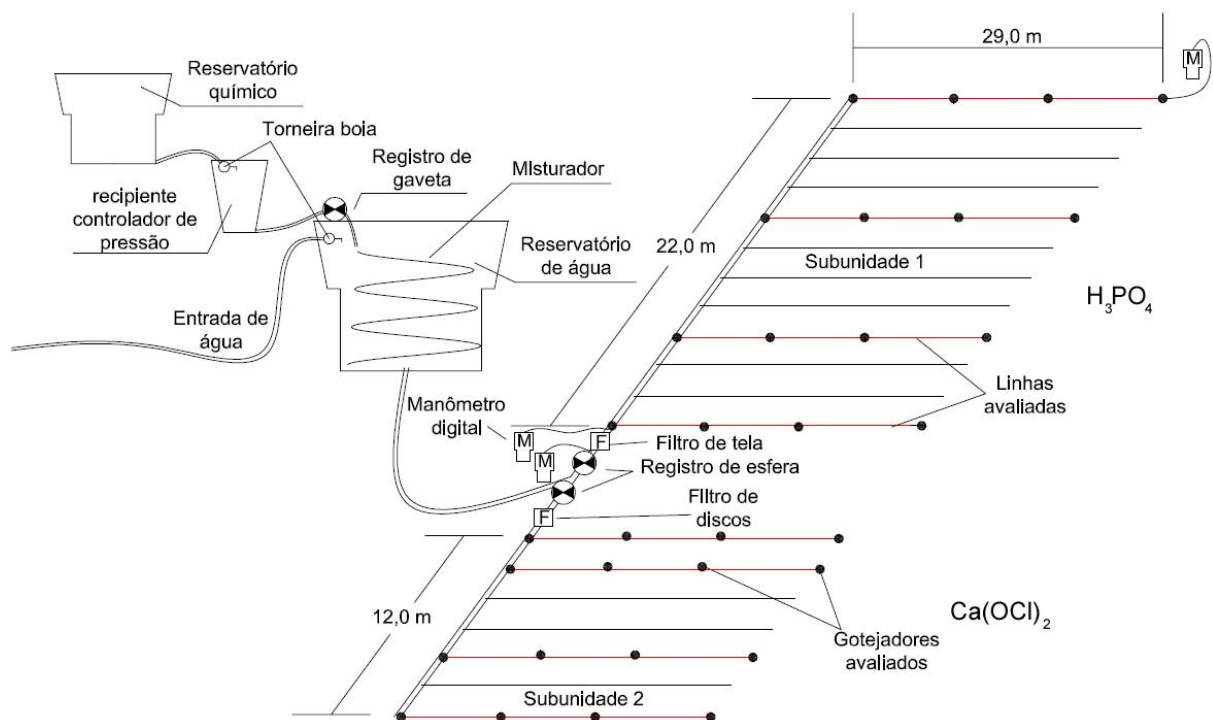 29,0 m
M
Reservatório
químico
Torneira boia
Registro de
gaveta
MIsturador
recipiente
controlador de
pressão
Reservatório
de água
22,0 m
Subunidade 1
H₃PO₄
Entrada de
água
Linhas
avaliadas
Manômetro
digital
M
M
F
Filtro de tela
Registro de esfera
F
FIltro de
discos
12,0 m
Ca(OCl)₂
Gotejadores
avaliados
Subunidade 2